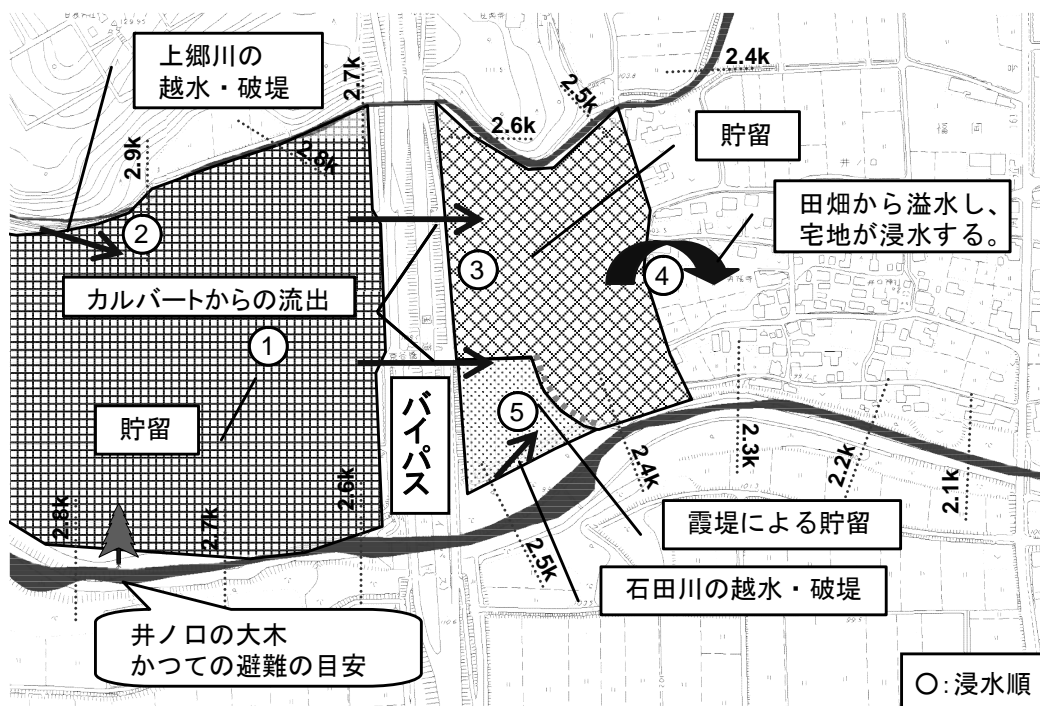 上郷川の
越水・破堤
2.7k
2.4k
2.5k
2.6k
貯留
2.9k
2.8k
②
田畑から溢水し、
宅地が浸水する。
③
④
カルバートからの流出
①
貯留
バイパス
⑤
2.8k
2.7k
2.6k
2.5k
2.4k
2.3k
2.2k
2.1k
霞堤による貯留
石田川の越水・破堤
井ノ口の大木
かつての避難の目安
○:浸水順